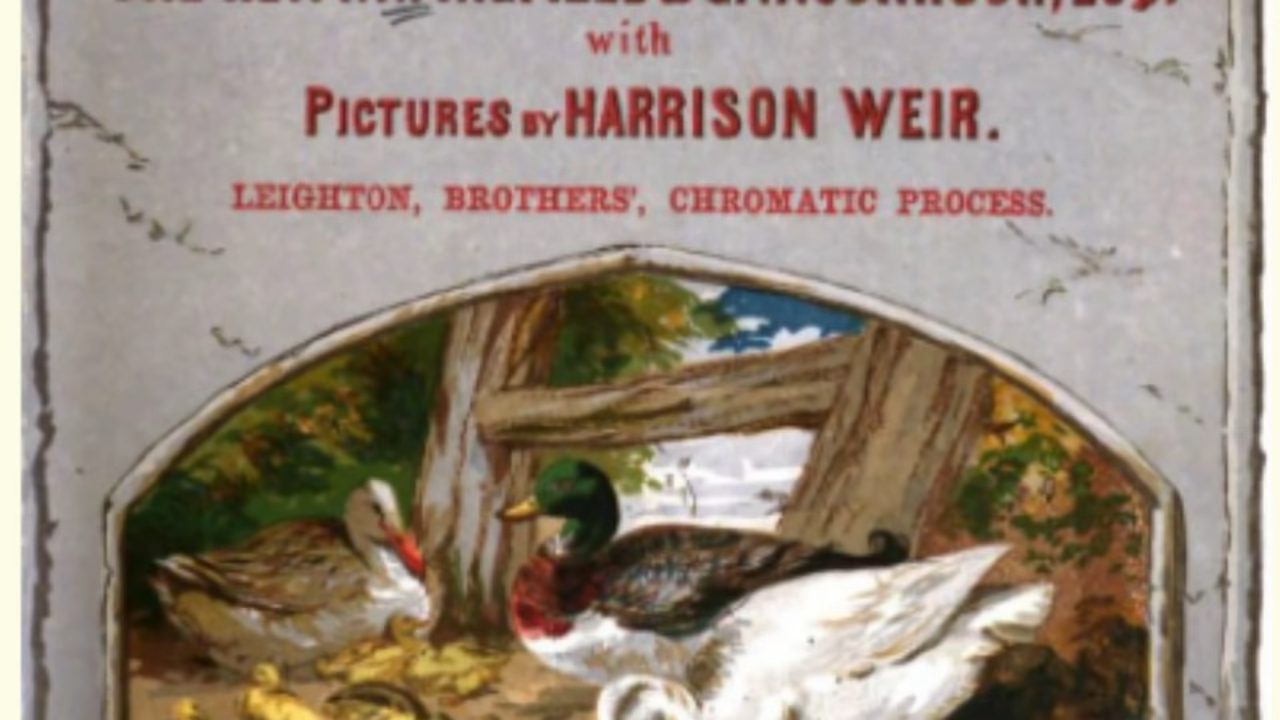 with
PICTURES BY HARRISON WEIR.
LEIGHTON, BROTHERS', CHROMATIC PROCESS.